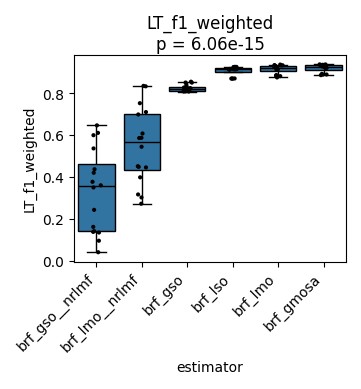 LT_f1_weighted
p = 6.06e-15
LT_f1_weighted
0.8
0.6
0.4
0.2
0.0
brf_gso__nrlmf
brf_lmo__nrlmf
brf_gso
brf_lso
brf_lmo
brf_gmosa
estimator